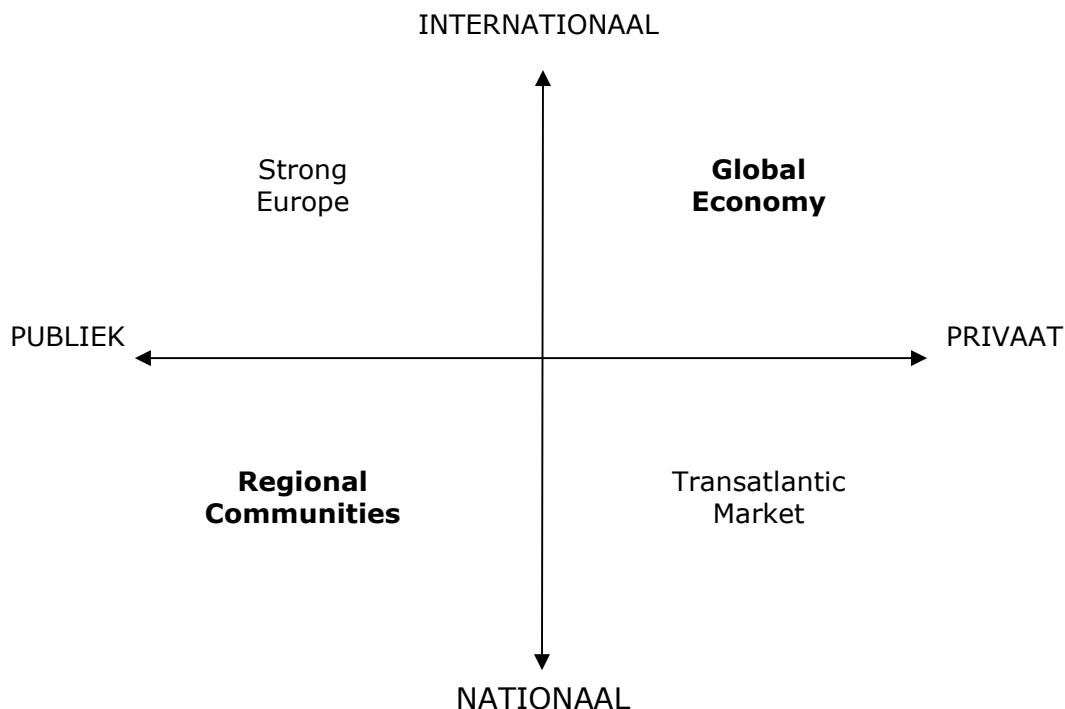 INTERNATIONAAL
Strong
Europe
Global
Economy
PUBLIEK
PRIVAAT
Regional
Communities
Transatlantic
Market
NATIONAAL